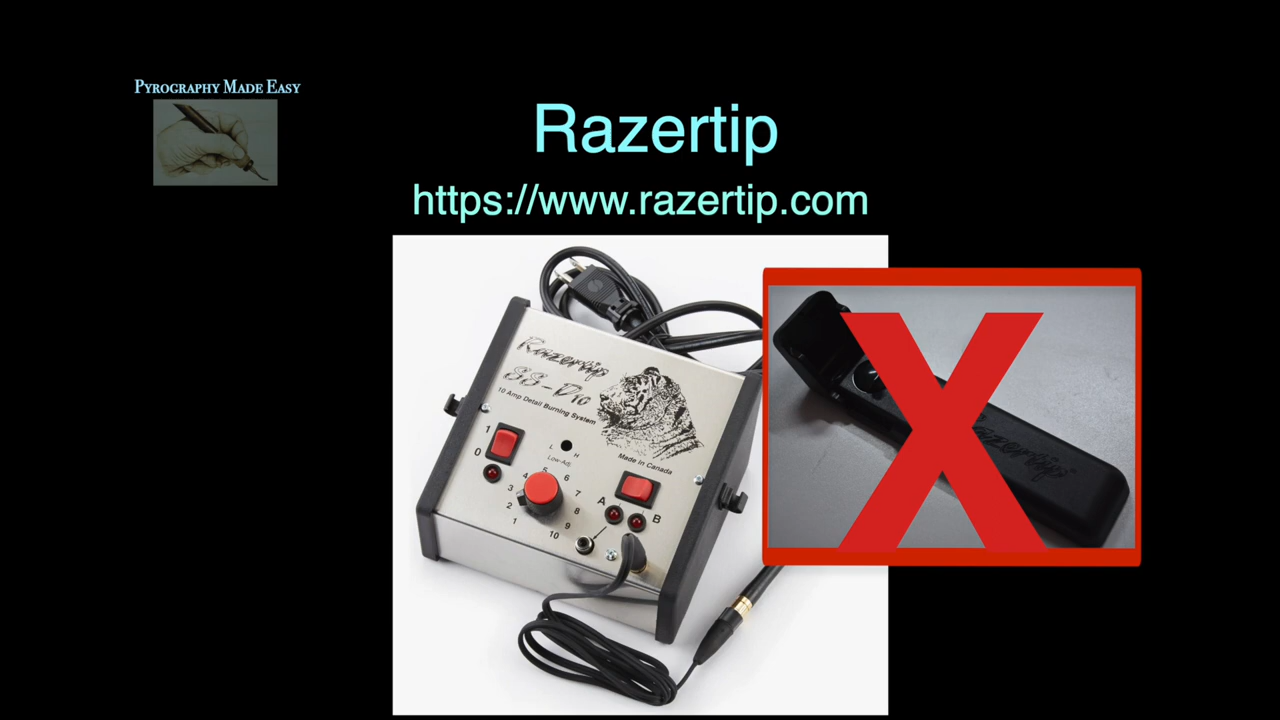 Pyrography Made Easy
Razertip
https://www.razertip.com
Razertip
SS-D10
10 Amp Detail Burning System
Made In Canada
1
0
L
H
Low-Adj
1
2
3
4
5
6
7
8
9
10
A
B
X
Razertip